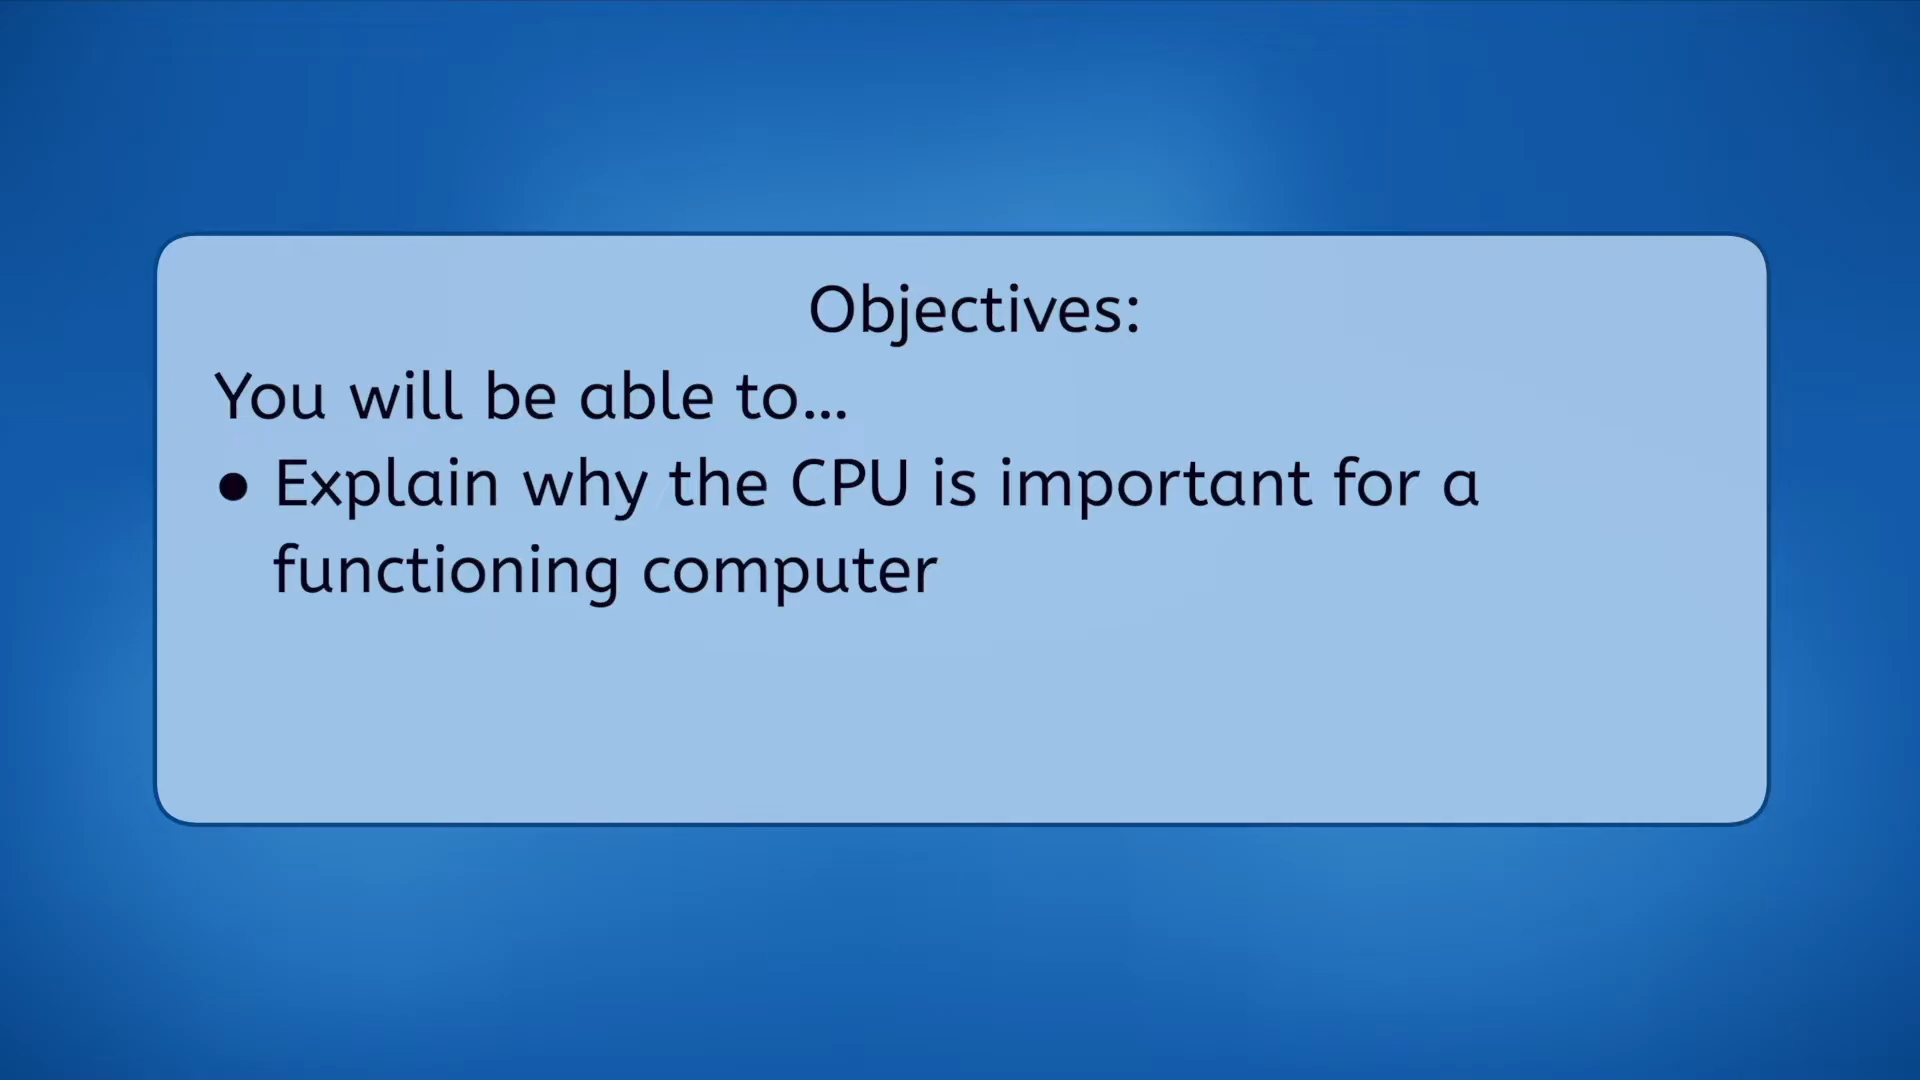 Objectives:
You will be able to...
● Explain why the CPU is important for a
functioning computer